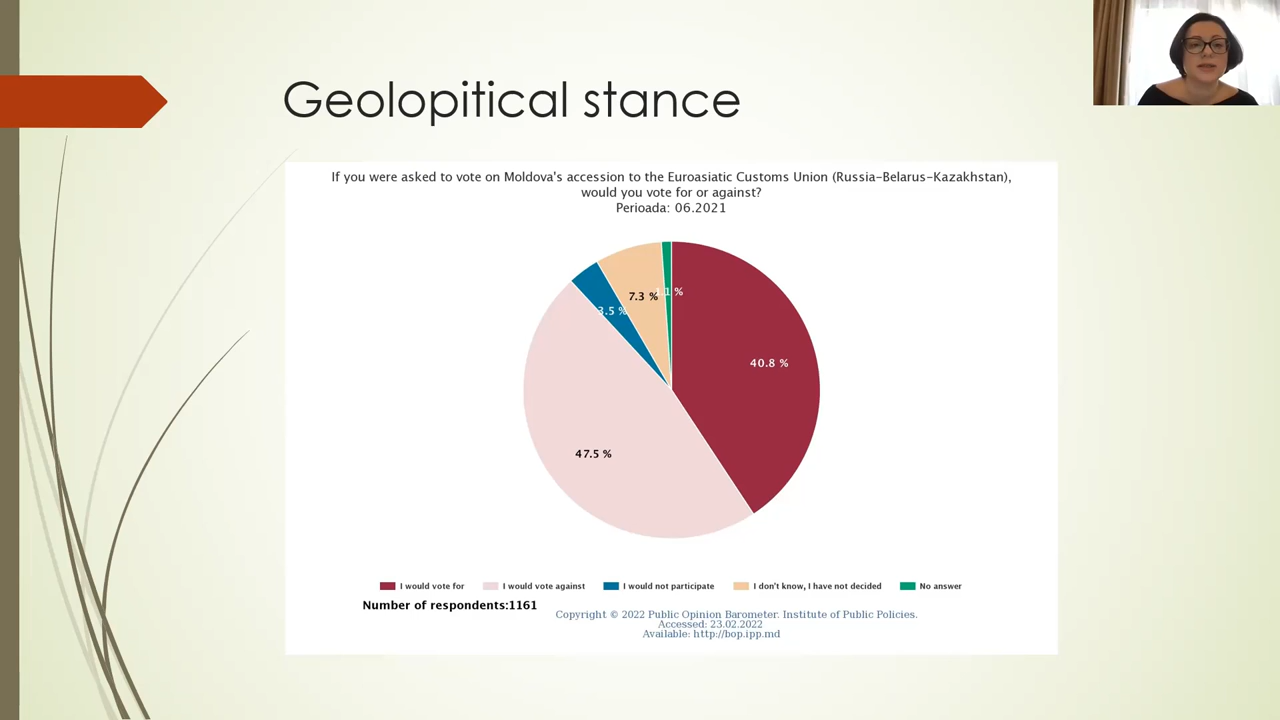 Geolopitical stance
If you were asked to vote on Moldova's accession to the Euroasiatic Customs Union (Russia-Belarus-Kazakhstan),
would you vote for or against?
Perioada: 06.2021
7.3 %
3.5 %
40.8 %
47.5 %
I would vote for
I would vote against
I would not participate
I don't know, I have not decided
No answer
Number of respondents:1161
Copyright © 2022 Public Opinion Barometer. Institute of Public Policies.
Accessed: 23.02.2022
Available: http://bop.ipp.md